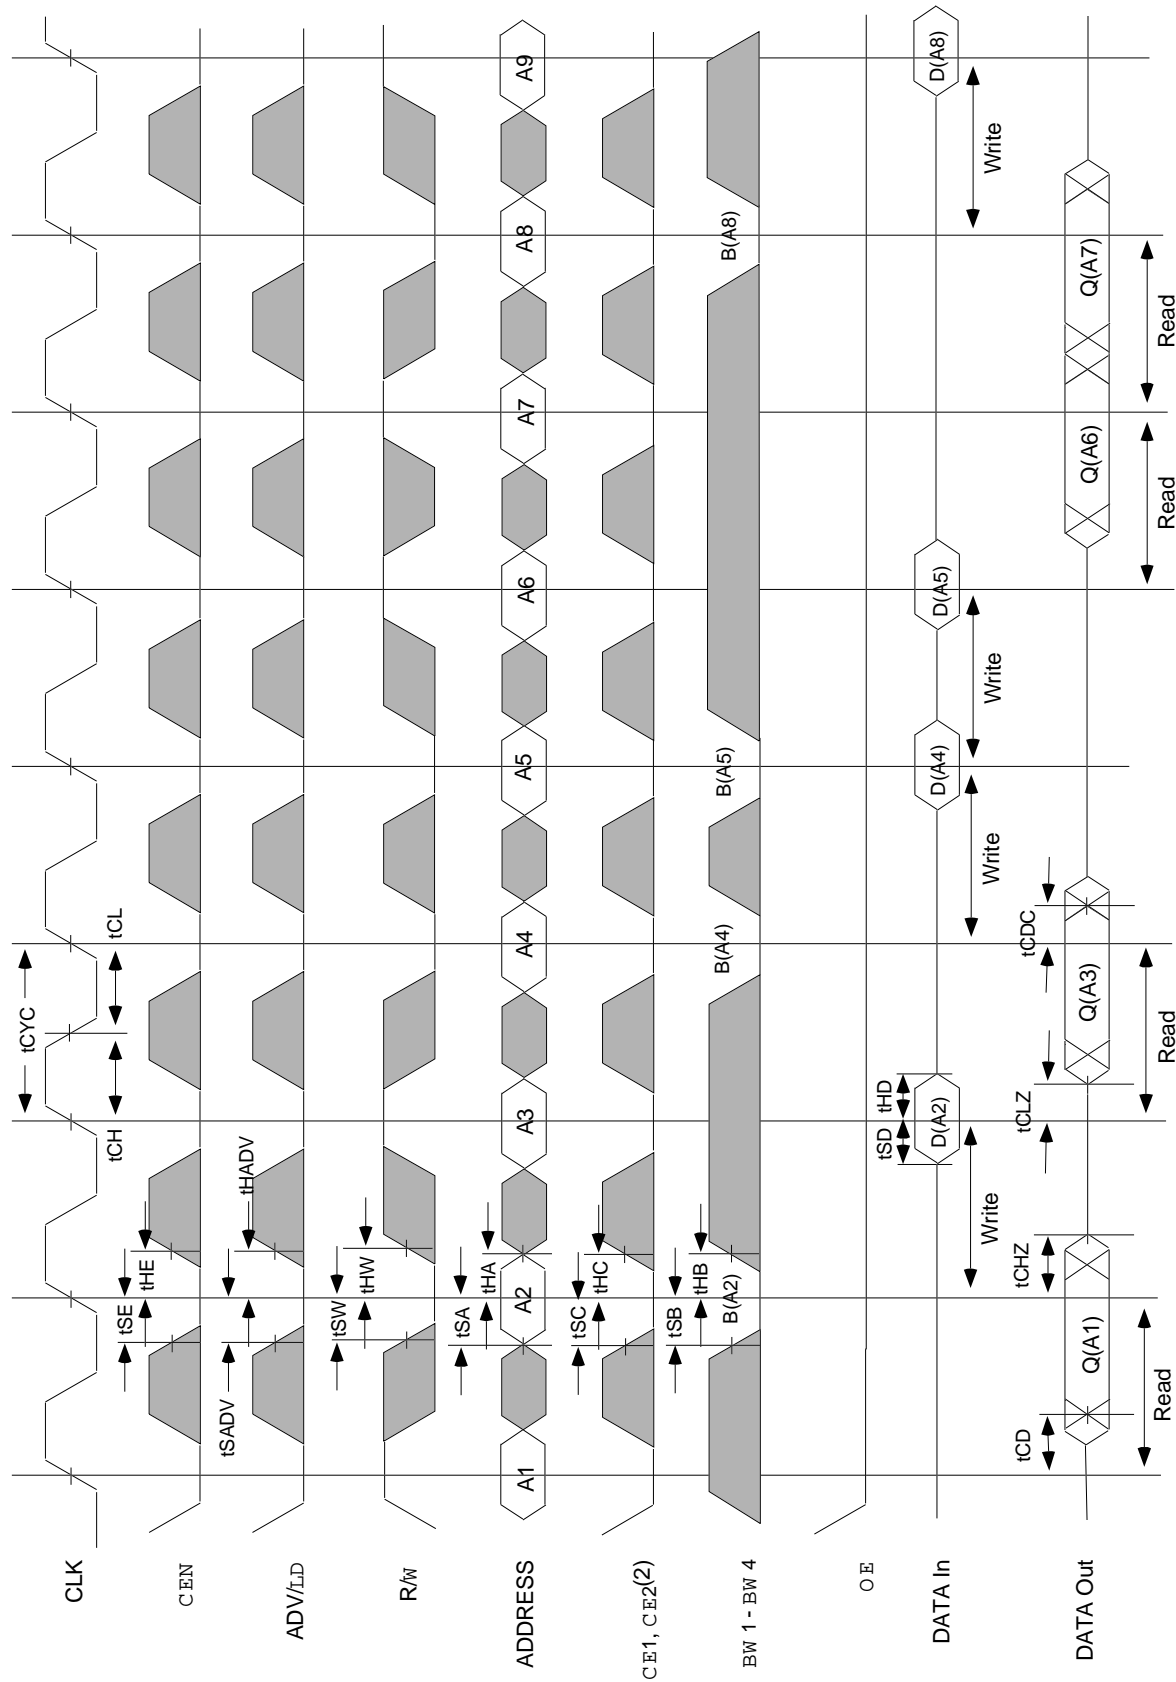 CLK
tCYC
tCH
tCL
CEN
tSE
tHE
ADV/LD
tSADV
tHADV
R/W
tSW
tHW
ADDRESS
tSA
tHA
A1
A2
A3
A4
A5
A6
A7
A8
A9
CE1, CE2(2)
tSC
tHC
BW 1 - BW 4
tSB
tHB
B(A2)
B(A4)
B(A5)
B(A8)
OE
DATA In
tSD
tHD
D(A2)
D(A4)
D(A5)
D(A8)
Write
Write
Write
Write
DATA Out
tCD
tCHZ
tCLZ
tCDC
Q(A1)
Q(A3)
Q(A6)
Q(A7)
Read
Read
Read
Read